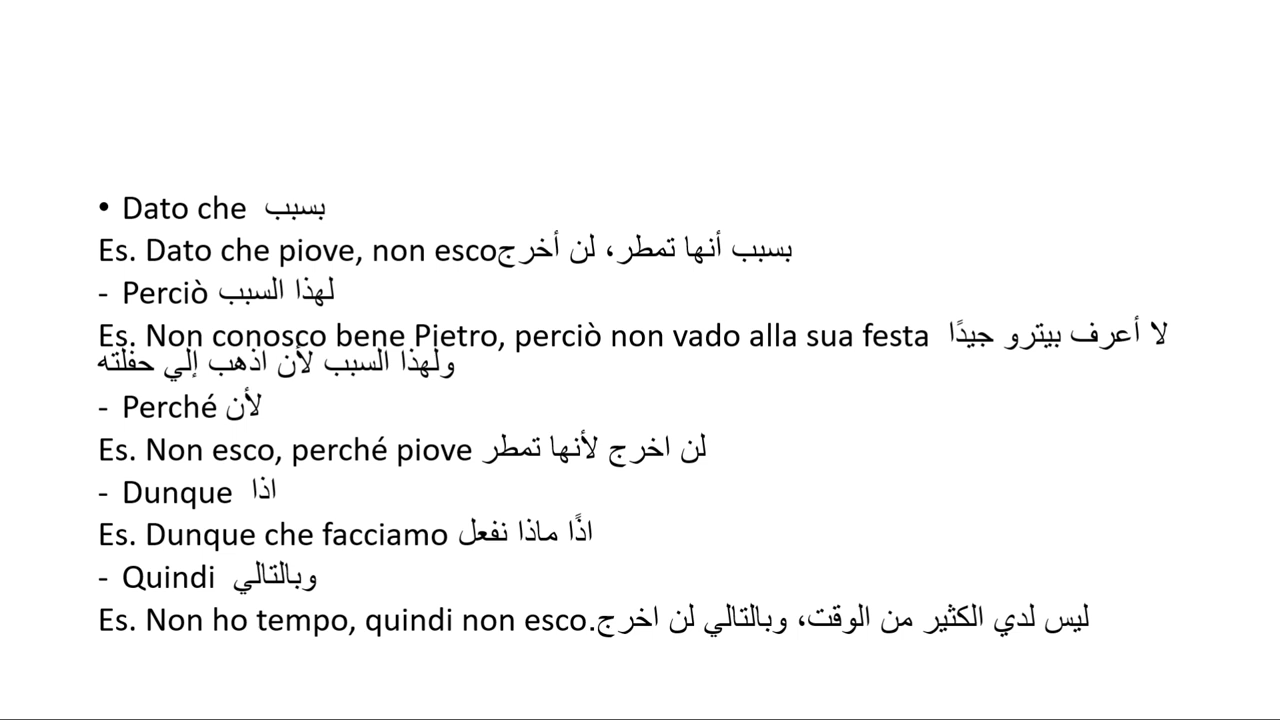 • Dato che بسبب
Es. Dato che piove, non escoبسبب أنها تمطر، لن أخرج
- Perciò لهذا السبب
Es. Non conosco bene Pietro, perciò non vado alla sua festa لا أعرف بيترو جيدًا
ولهذا السبب لأن اذهب إلي حفلته
- Perché لأن
Es. Non esco, perché piove لن اخرج لأنها تمطر
- Dunque اذا
Es. Dunque che facciamo اذًا ماذا نفعل
- Quindi وبالتالي
Es. Non ho tempo, quindi non esco.ليس لدي الكثير من الوقت، وبالتالي لن اخرج